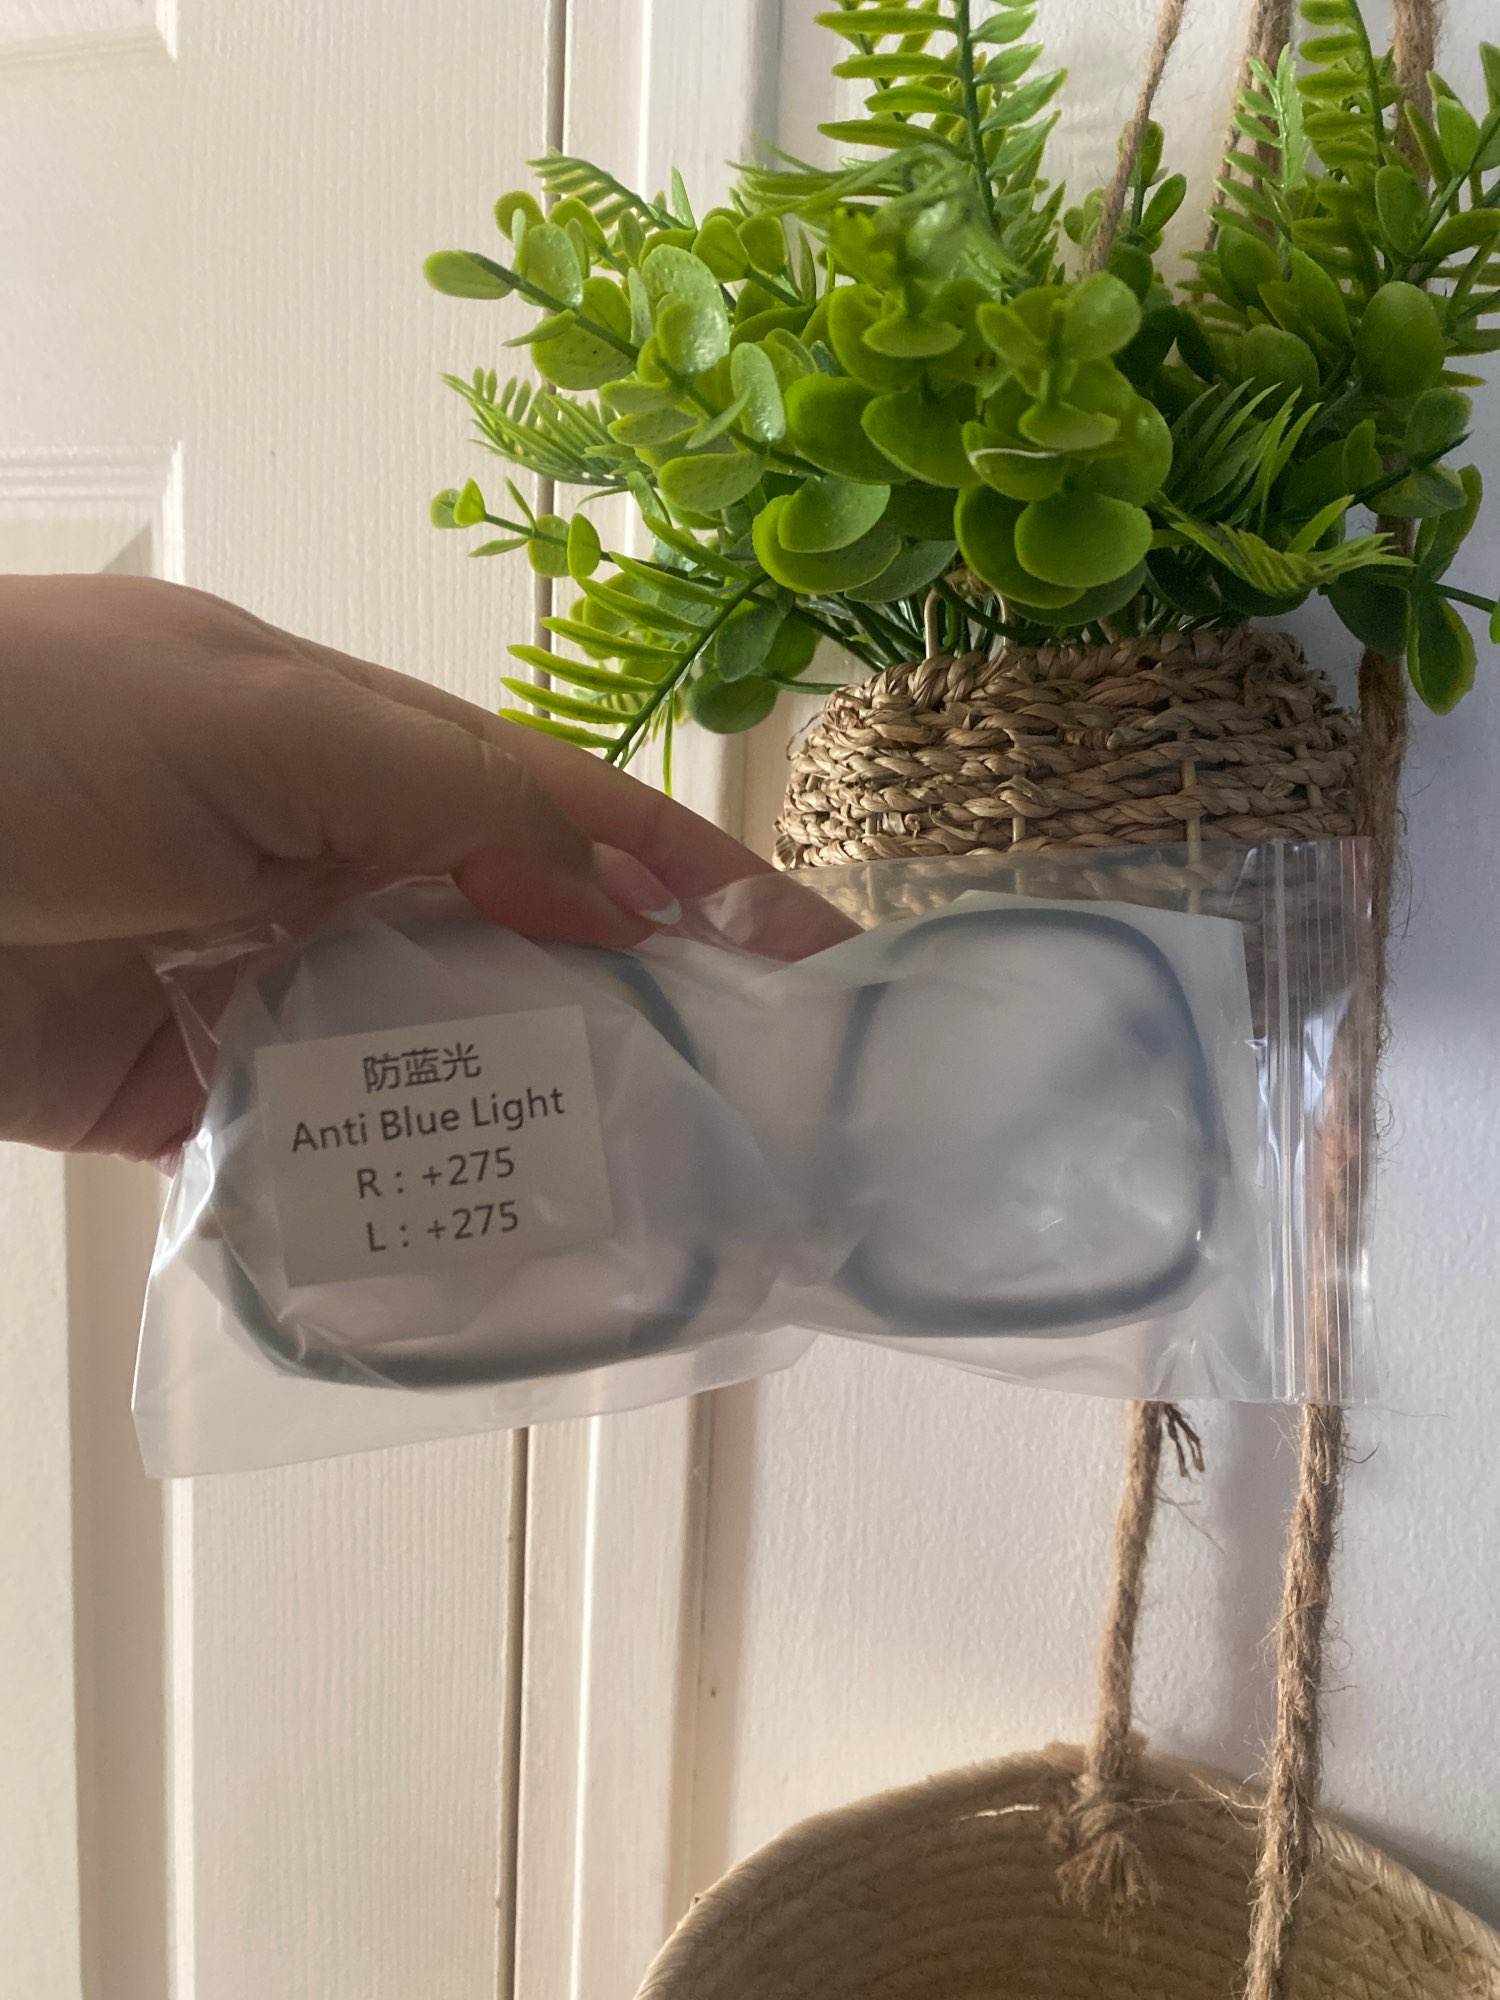 防蓝光
Anti Blue Light
R：+275
L：+275